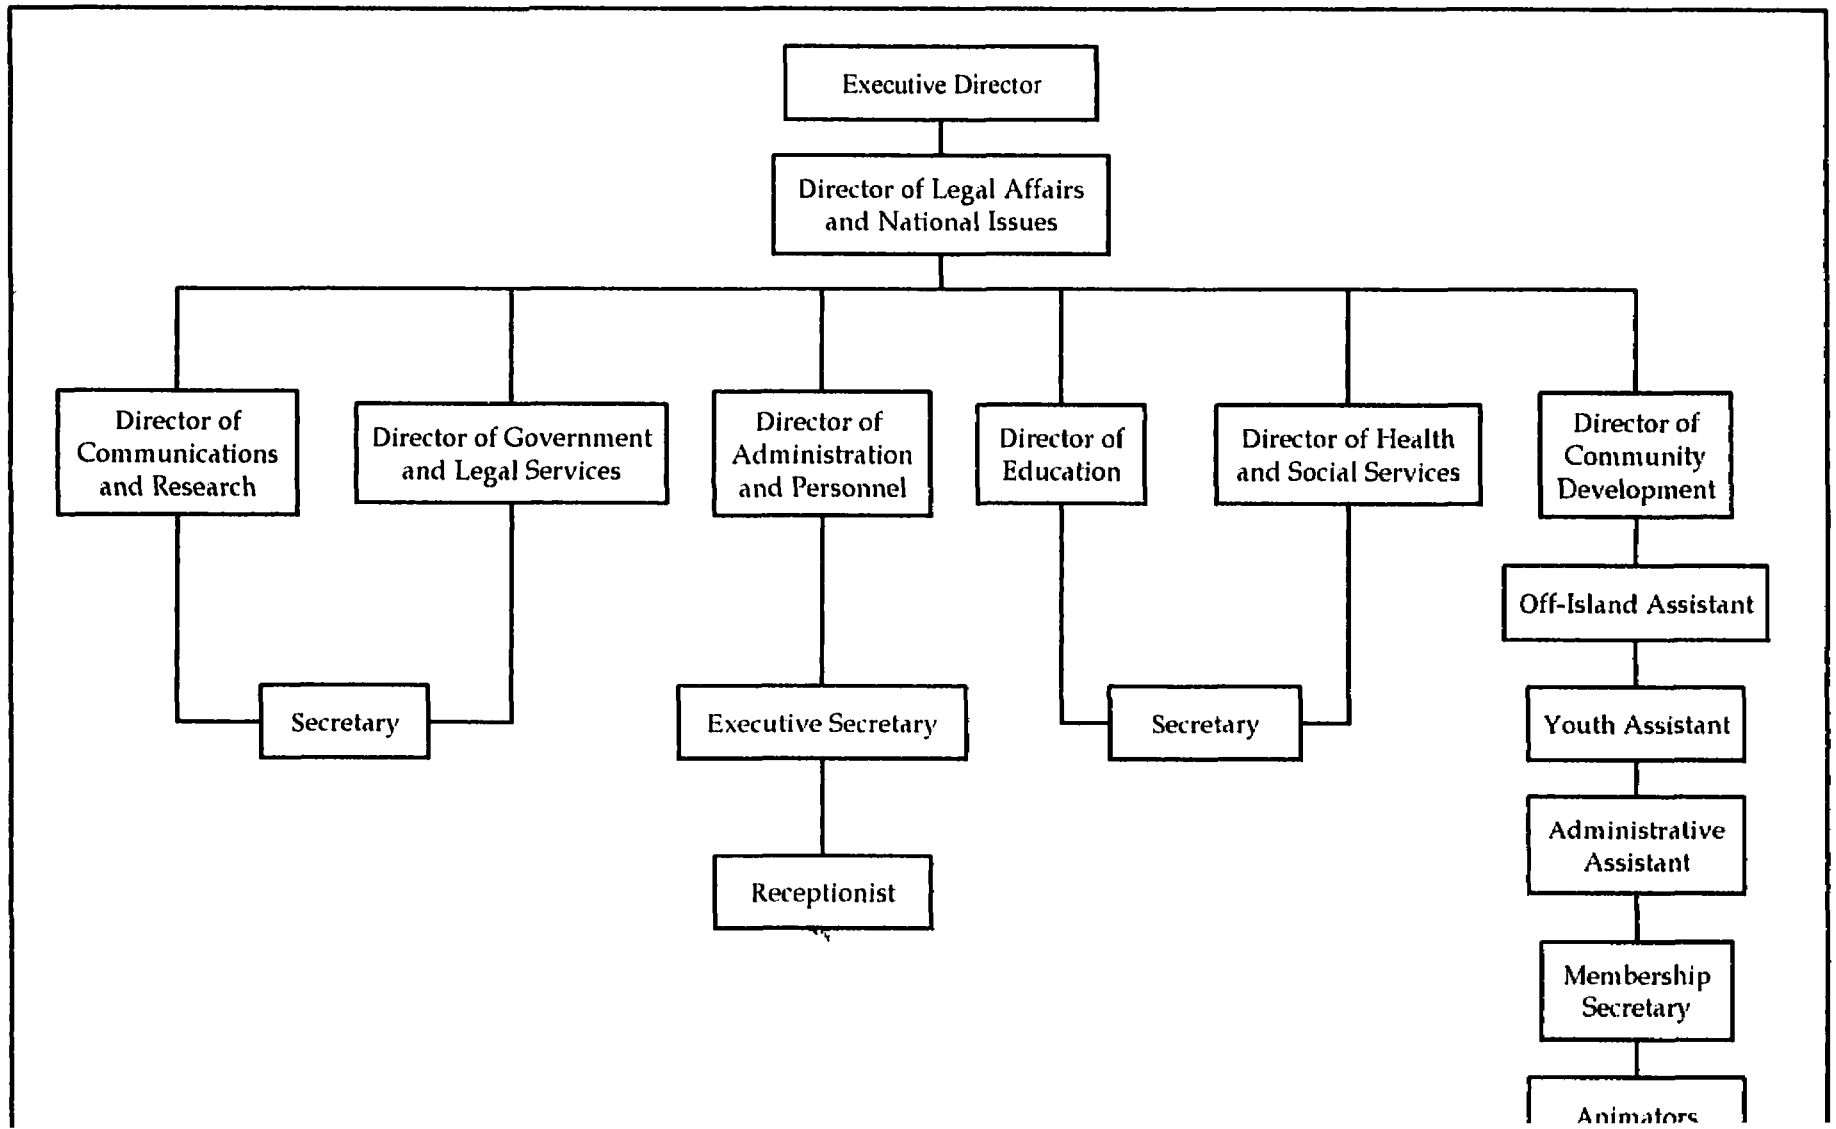 Executive Director
Director of Legal Affairs
and National Issues
Director of
Communications
and Research
Director of Government
and Legal Services
Director of
Administration
and Personnel
Director of
Education
Director of Health
and Social Services
Director of
Community
Development
Off-Island Assistant
Secretary
Executive Secretary
Secretary
Youth Assistant
Administrative
Assistant
Receptionist
Membership
Secretary
Animators